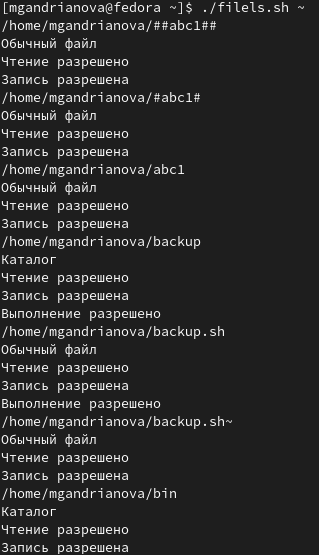 [mgandrianova@fedora ~]$ ./filels.sh ~
/home/mgandrianova/##abc1##
Обычный файл
Чтение разрешено
Запись разрешена
/home/mgandrianova/#abc1#
Обычный файл
Чтение разрешено
Запись разрешена
/home/mgandrianova/abc1
Обычный файл
Чтение разрешено
Запись разрешена
/home/mgandrianova/backup
Каталог
Чтение разрешено
Запись разрешена
Выполнение разрешено
/home/mgandrianova/backup.sh
Обычный файл
Чтение разрешено
Запись разрешена
Выполнение разрешено
/home/mgandrianova/backup.sh~
Обычный файл
Чтение разрешено
Запись разрешена
/home/mgandrianova/bin
Каталог
Чтение разрешено
Запись разрешена